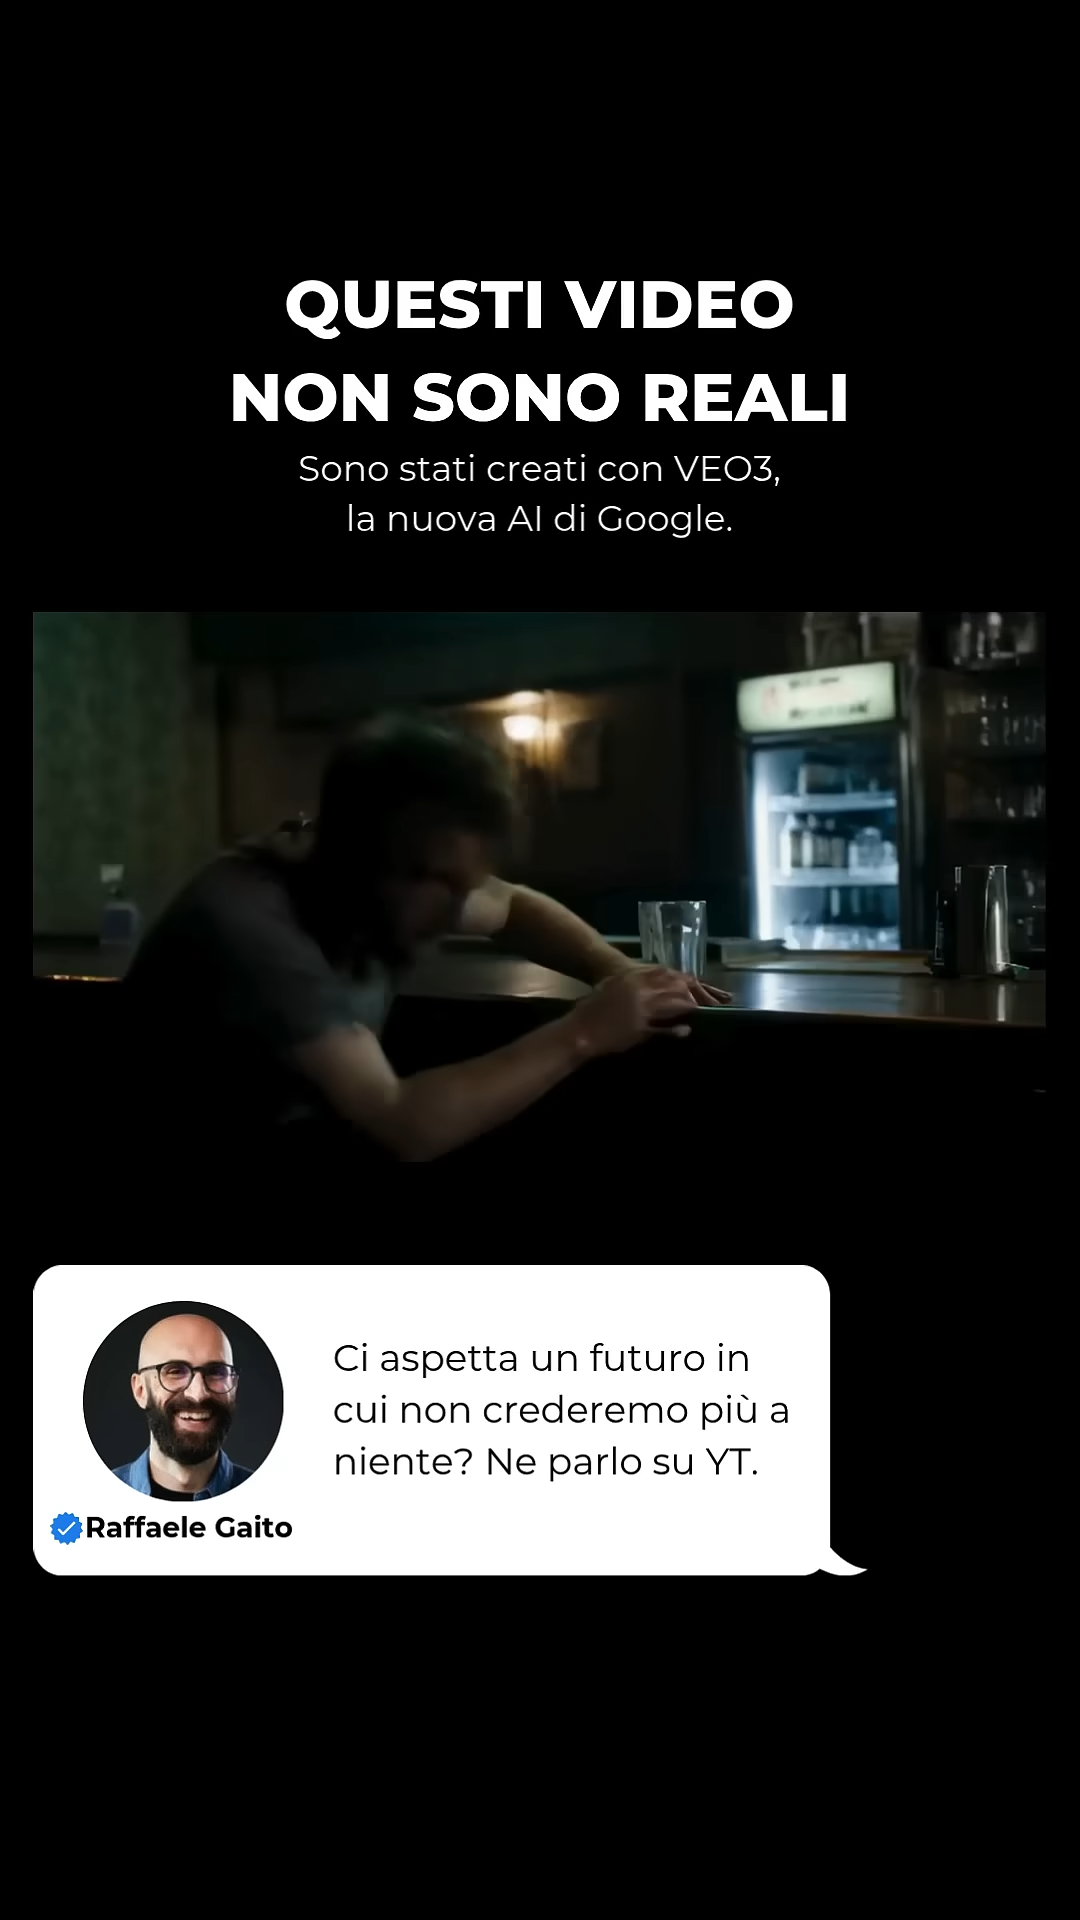 QUESTI VIDEO
NON SONO REALI
Sono stati creati con VEO3,
la nuova AI di Google.
Ci aspetta un futuro in
cui non crederemo più a
niente? Ne parlo su YT.
Raffaele Gaito